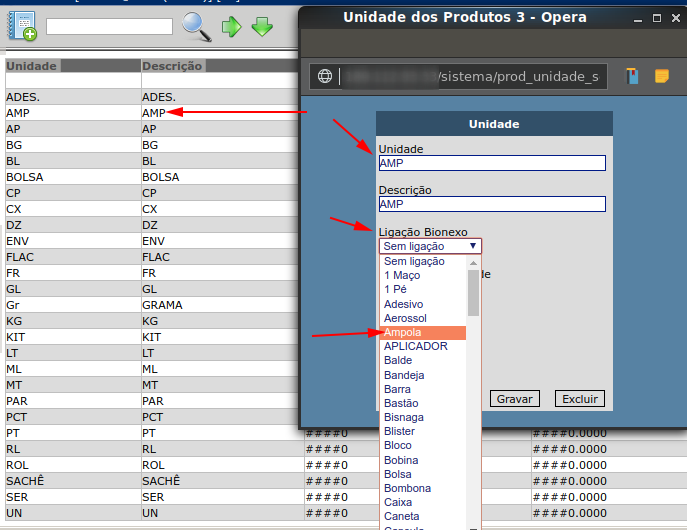 Unidade dos Produtos 3 - Opera
/sistema/prod_unidade_s
Unidade Descrição
ADES. ADES.
AMP AMP
AP AP
BG BG
BL BL
BOLSA BOLSA
CP CP
CX CX
DZ DZ
ENV ENV
FLAC FLAC
FR FR
GL GL
Gr GRAMA
KG KG
KIT KIT
LT LT
ML ML
MT MT
PAR PAR
PCT PCT
PT PT ####0 ####0.0000
RL RL ####0 ####0.0000
ROL ROL ####0 ####0.0000
SACHÊ SACHÊ ####0 ####0.0000
SER SER ####0 ####0.0000
UN UN ####0 ####0.0000
Unidade
Unidade
AMP
Descrição
AMP
Ligação Bionexo
Sem ligação
Sem ligação
1 Maço
1 Pé
Adesivo
Aerossol
Ampola
APLICADOR
Balde
Bandeja
Barra
Bastão
Bisnaga
Blister
Bloco
Bobina
Bolsa
Bombona
Caixa
Caneta
Gravar Excluir